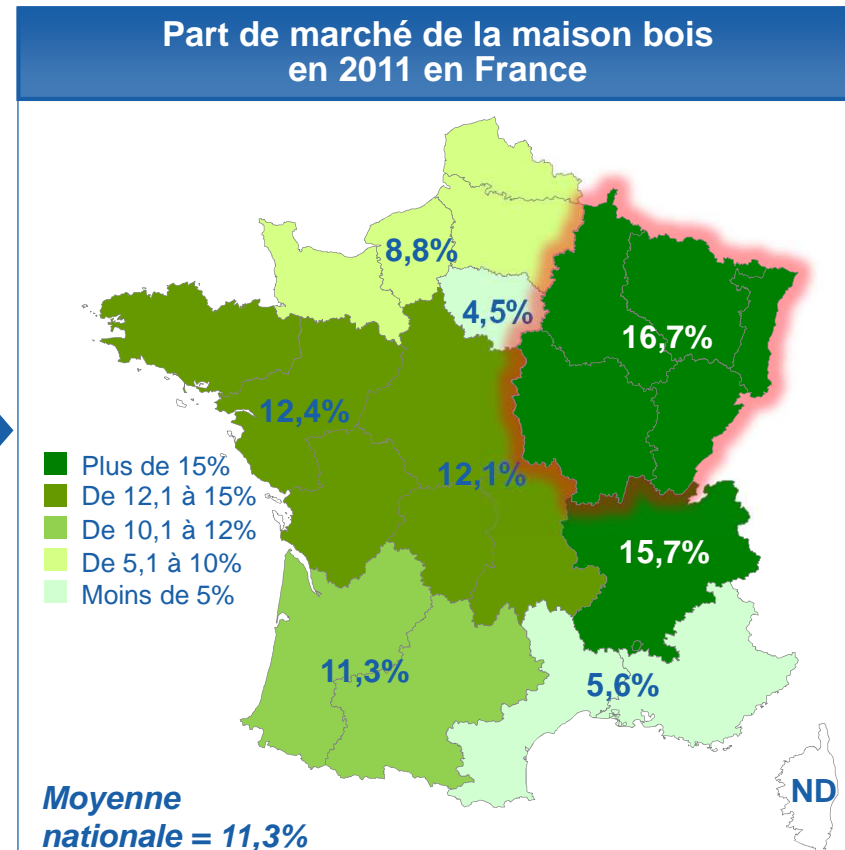 Part de marché de la maison bois
en 2011 en France
8,8%
4,5%
16,7%
12,4%
12,1%
Plus de 15%
De 12,1 à 15%
De 10,1 à 12%
De 5,1 à 10%
Moins de 5%
15,7%
11,3%
5,6%
ND
Moyenne
nationale = 11,3%